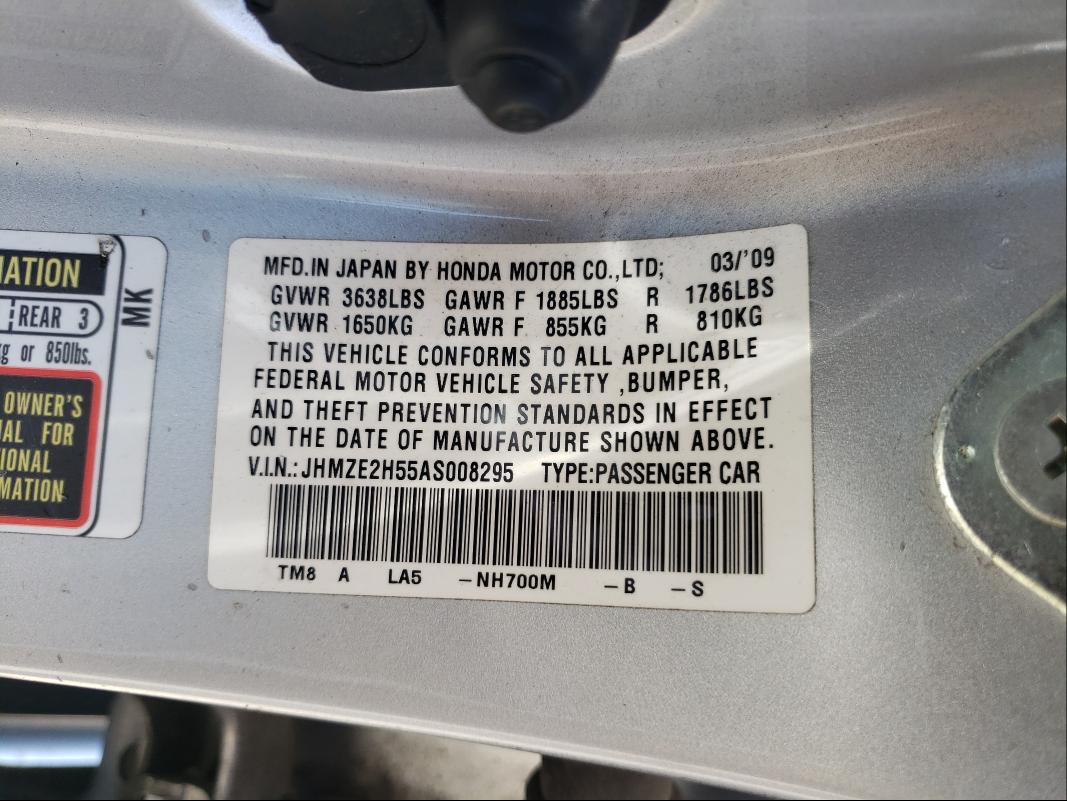 MATION
REAR 3
kg or 850lbs.
OWNER'S
FOR
MK
MFD.IN JAPAN BY HONDA MOTOR CO.,LTD; 03/'09
GVWR 3638LBS GAWR F 1885LBS R 1786LBS
GVWR 1650KG GAWR F 855KG R 810KG
THIS VEHICLE CONFORMS TO ALL APPLICABLE
FEDERAL MOTOR VEHICLE SAFETY ,BUMPER,
AND THEFT PREVENTION STANDARDS IN EFFECT
ON THE DATE OF MANUFACTURE SHOWN ABOVE.
V.I.N.: JHMZE2H55AS008295 TYPE:PASSENGER CAR
TM8 A LA5 -NH700M -B -S